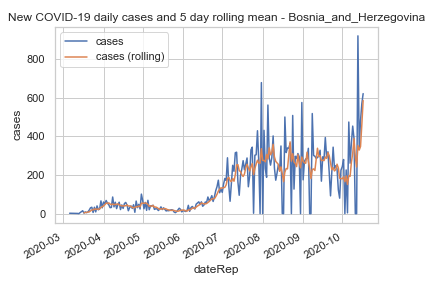 New COVID-19 daily cases and 5 day rolling mean - Bosnia_and_Herzegovina
cases
cases (rolling)
800
600
400
200
0
cases
2020-03
2020-04
2020-05
2020-06
2020-07
2020-08
2020-09
2020-10
dateRep